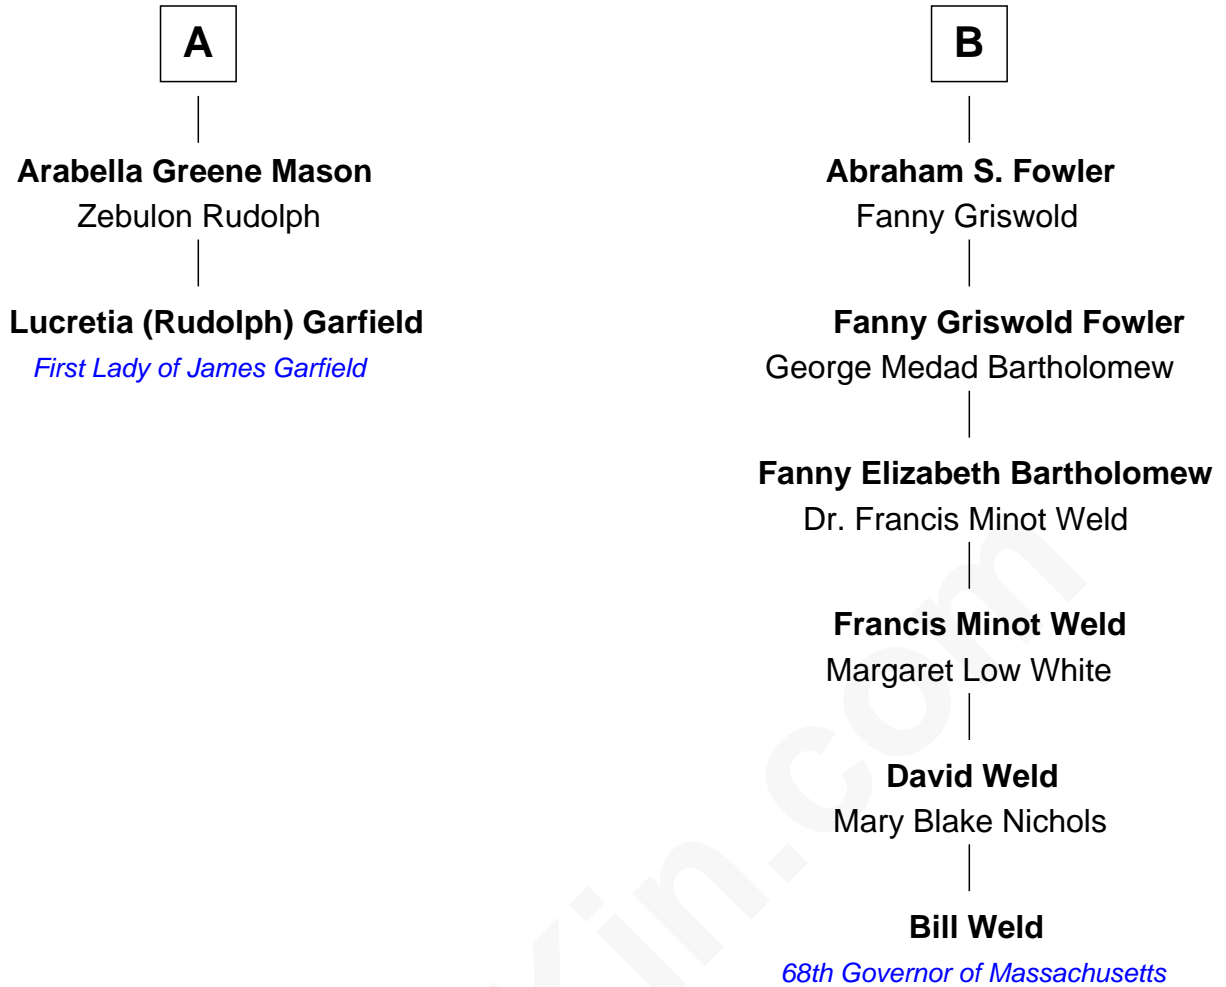 A
Arabella Greene Mason
Zebulon Rudolph
Lucretia (Rudolph) Garfield
First Lady of James Garfield
B
Abraham S. Fowler
Fanny Griswold
Fanny Griswold Fowler
George Medad Bartholomew
Fanny Elizabeth Bartholomew
Dr. Francis Minot Weld
Francis Minot Weld
Margaret Low White
David Weld
Mary Blake Nichols
Bill Weld
68th Governor of Massachusetts
Kin.com